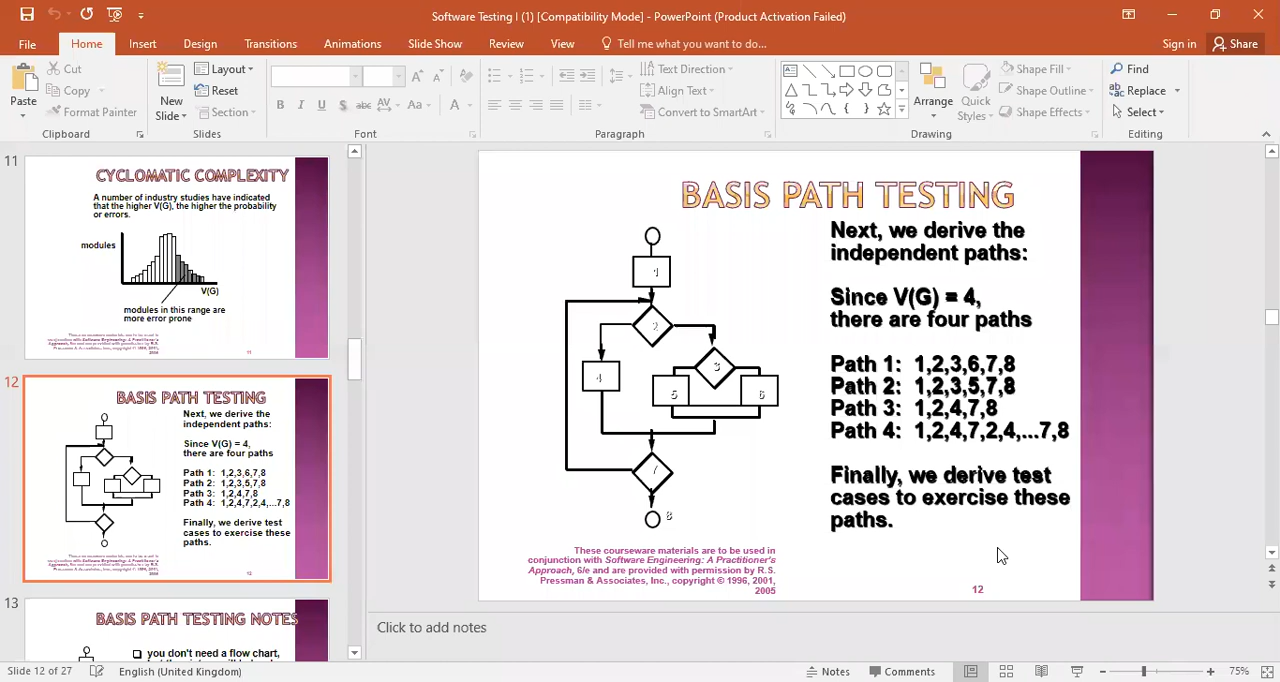 Software Testing I (1) [Compatibility Mode] - PowerPoint (Product Activation Failed)
File Home Insert Design Transitions Animations Slide Show Review View Tell me what you want to do... Sign in Share
Paste
Cut
Copy
Format Painter
Clipboard
New Slide
Layout
Reset
Section
Slides
B I U S abc AV Aa A
Font
Text Direction
Align Text
Convert to SmartArt
Paragraph
Arrange
Quick Styles
Shape Fill
Shape Outline
Shape Effects
Drawing
Find
Replace
Select
Editing
11
CYCLOMATIC COMPLEXITY
A number of industry studies have indicated
that the higher V(G), the higher the probability
or errors.
modules
V(G)
modules in this range are
more error prone
11
12
BASIS PATH TESTING
Next, we derive the
independent paths:
Since V(G) = 4,
there are four paths
Path 1: 1,2,3,6,7,8
Path 2: 1,2,3,5,7,8
Path 3: 1,2,4,7,8
Path 4: 1,2,4,7,2,4,...7,8
Finally, we derive test
cases to exercise these
paths.
12
13
BASIS PATH TESTING NOTES
you don't need a flow chart,
BASIS PATH TESTING
1
2
3
4
5
6
7
8
Next, we derive the
independent paths:
Since V(G) = 4,
there are four paths
Path 1: 1,2,3,6,7,8
Path 2: 1,2,3,5,7,8
Path 3: 1,2,4,7,8
Path 4: 1,2,4,7,2,4,...7,8
Finally, we derive test
cases to exercise these
paths.
These courseware materials are to be used in
conjunction with Software Engineering: A Practitioner's
Approach, 6/e and are provided with permission by R.S.
Pressman & Associates, Inc., copyright © 1996, 2001,
2005
12
Click to add notes
Slide 12 of 27 English (United Kingdom) Notes Comments 75%